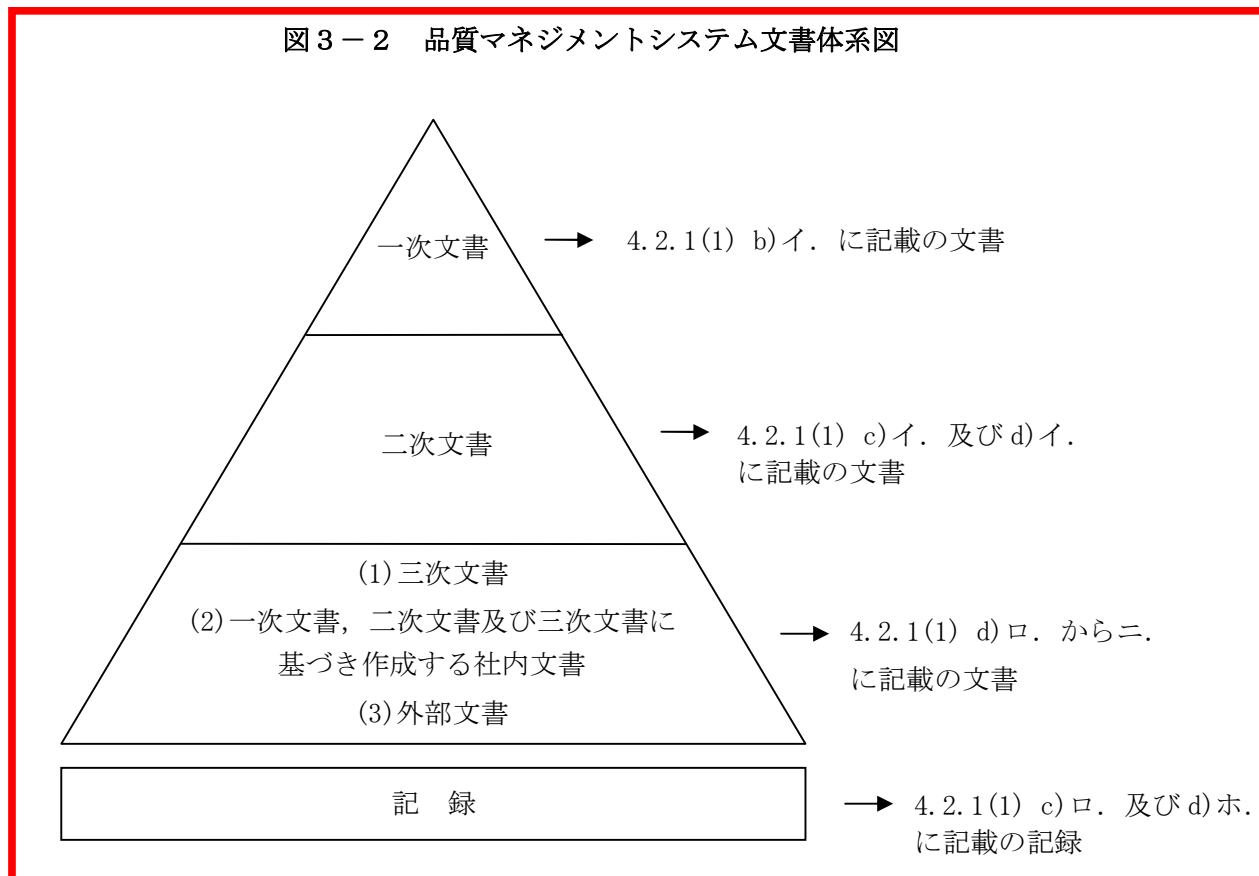 図3-2 品質マネジメントシステム文書体系図
一次文書
4.2.1(1) b)イ. に記載の文書
二次文書
4.2.1(1) c)イ. 及び d)イ.
に記載の文書
(1)三次文書
(2)一次文書，二次文書及び三次文書に
基づき作成する社内文書
(3)外部文書
4.2.1(1) d)ロ. からニ.
に記載の文書
記 録
4.2.1(1) c)ロ. 及び d)ホ.
に記載の記録